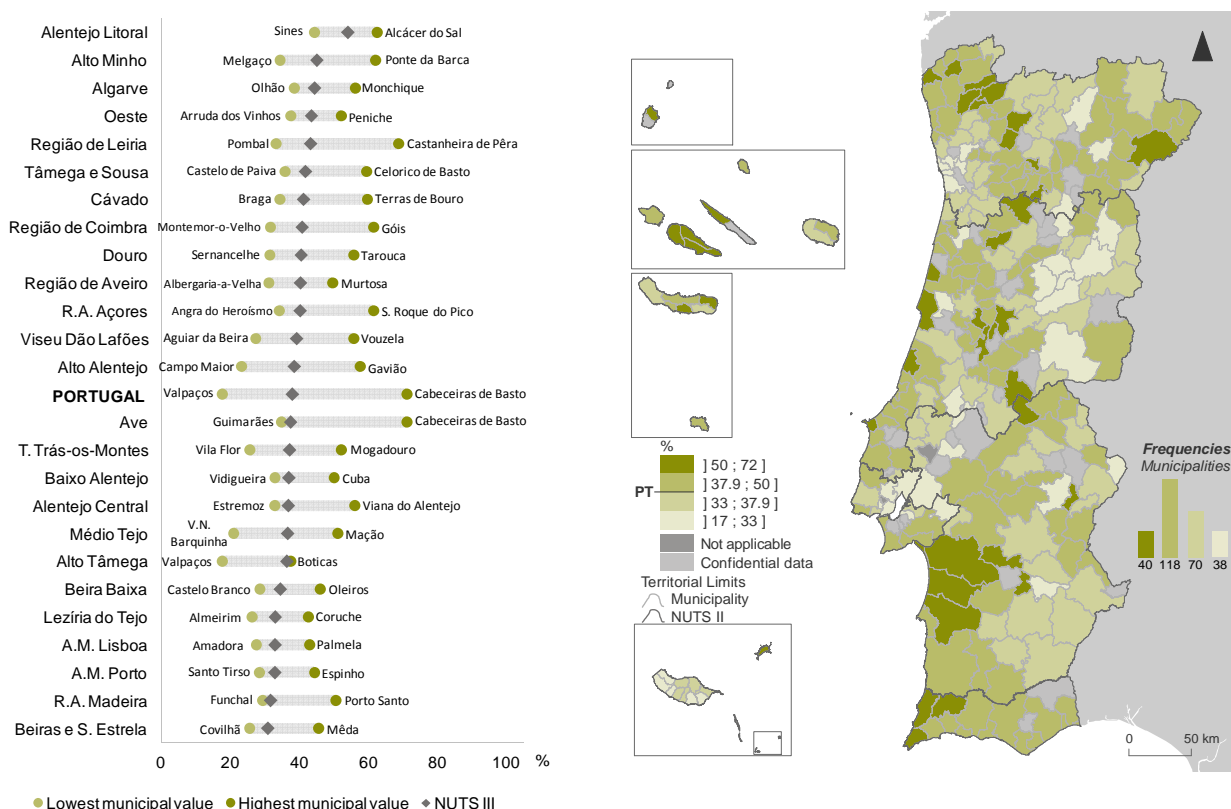 Alentejo Litoral Sines Alcácer do Sal
Alto Minho Melgaço Ponte da Barca
Algarve Olhão Monchique
Oeste Arruda dos Vinhos Peniche
Região de Leiria Pombal Castanheira de Pêra
Tâmega e Sousa Castelo de Paiva Celorico de Basto
Cávado Braga Terras de Bouro
Região de Coimbra Montemor-o-Velho Góis
Douro Sernancelhe Tarouca
Região de Aveiro Albergaria-a-Velha Murtosa
R.A. Açores Angra do Heroísmo S. Roque do Pico
Viseu Dão Lafões Aguiar da Beira Vouzela
Alto Alentejo Campo Maior Gavião
PORTUGAL Valpaços Cabeceiras de Basto
Ave Guimarães Cabeceiras de Basto
T. Trás-os-Montes Vila Flor Mogadouro
Baixo Alentejo Vidigueira Cuba
Alentejo Central Estremoz Viana do Alentejo
Médio Tejo V.N. Barquinha Mação
Alto Tâmega Valpaços Boticas
Beira Baixa Castelo Branco Oleiros
Lezíria do Tejo Almeirim Coruche
A.M. Lisboa Amadora Palmela
A.M. Porto Santo Tirso Espinho
R.A. Madeira Funchal Porto Santo
Beiras e S. Estrela Covilhã Mêda
0 20 40 60 80 100 %
Lowest municipal value Highest municipal value NUTS III
%
] 50 ; 72 ]
] 37.9 ; 50 ]
PT
] 33 ; 37.9 ]
] 17 ; 33 ]
Not applicable
Confidential data
Territorial Limits
Municipality
NUTS II
Frequencies
Municipalities
40 118 70 38
0 50 km